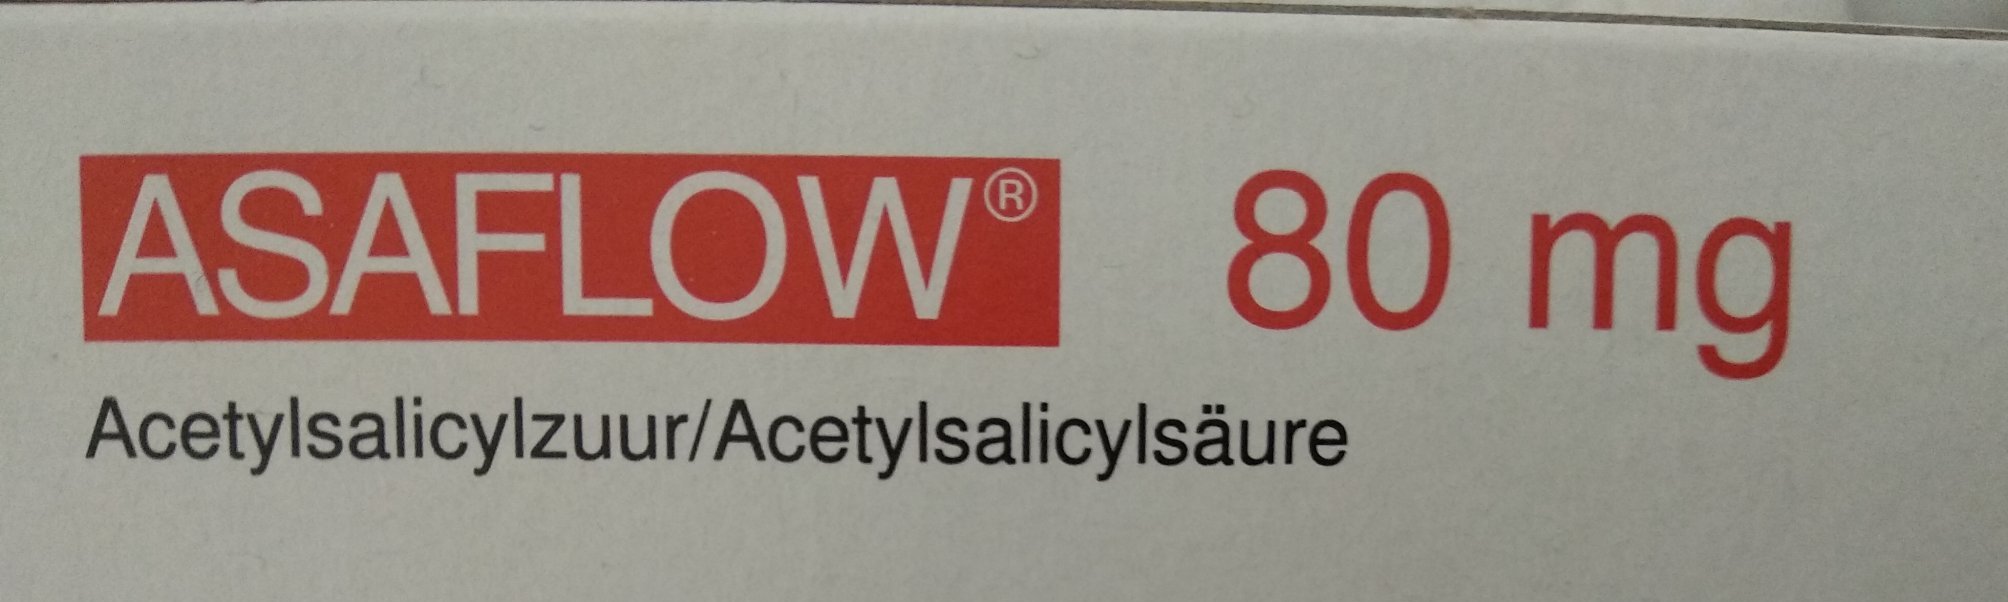 ASAFLOW® 80 mg
Acetylsalicylzuur/Acetylsalicylsäure